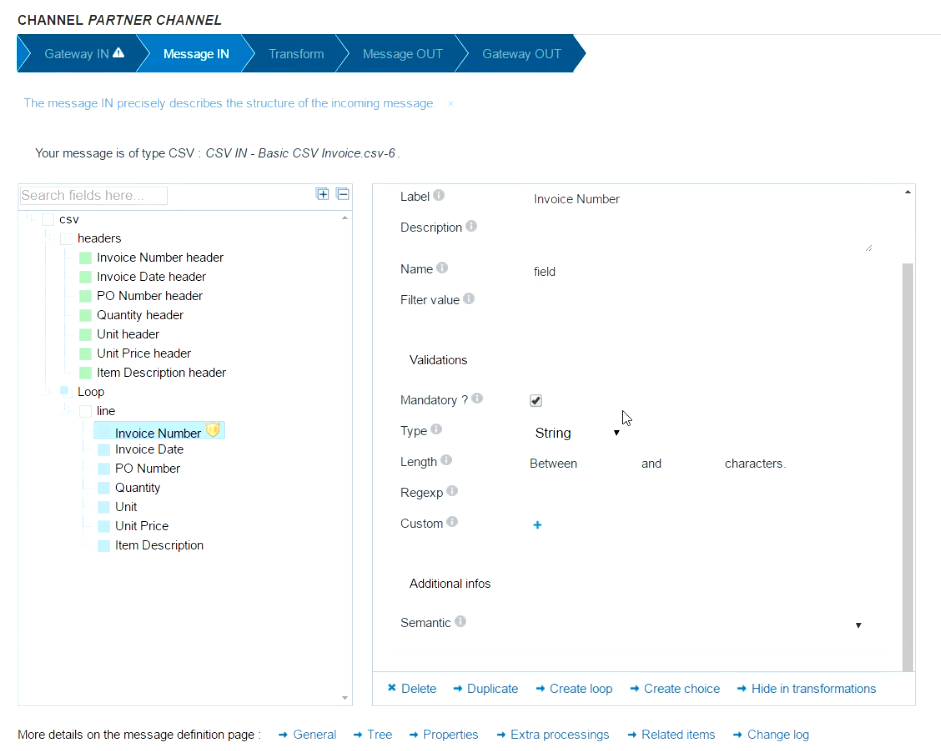 CHANNEL PARTNER CHANNEL
Gateway IN Message IN Transform Message OUT Gateway OUT
The message IN precisely describes the structure of the incoming message. ×
Your message is of type CSV : CSV IN - Basic CSV Invoice.csv-6 .
Search fields here...
csv
headers
Invoice Number header
Invoice Date header
PO Number header
Quantity header
Unit header
Unit Price header
Item Description header
Loop
line
Invoice Number
Invoice Date
PO Number
Quantity
Unit
Unit Price
Item Description
Label Invoice Number
Description
Name field
Filter value
Validations
Mandatory ?
Type String
Length Between and characters.
Regexp
Custom +
Additional infos
Semantic
Delete Duplicate Create loop Create choice Hide in transformations
More details on the message definition page : General Tree Properties Extra processings Related items Change log